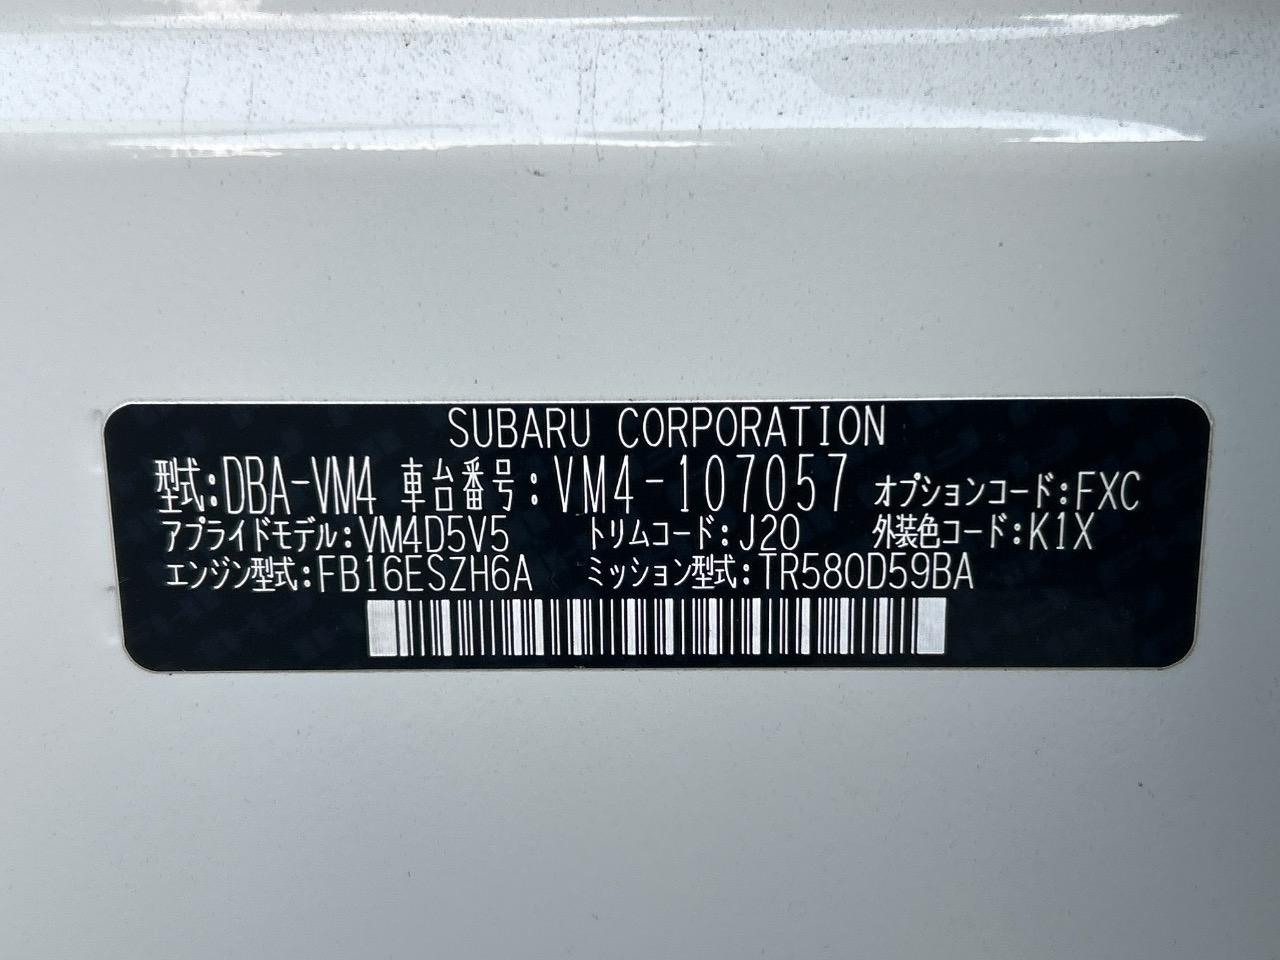 SUBARU CORPORATION
型式:DBA-VM4 車台番号:VM4-107057 オプションコード:FXC
アプライドモデル:VM4D5V5 トリムコード:J20 外装色コード:K1X
エンジン型式:FB16ESZH6A ミッション型式:TR580D59BA